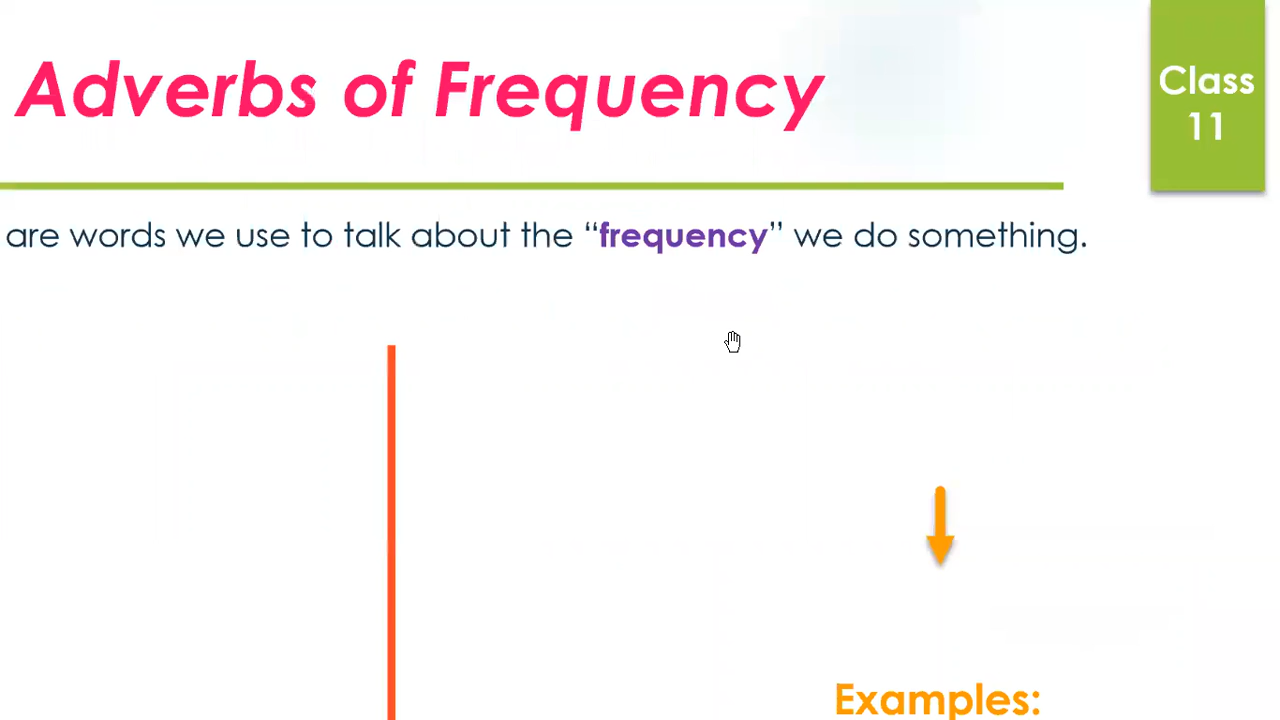 Adverbs of Frequency
Class
11
are words we use to talk about the “frequency” we do something.
Examples: